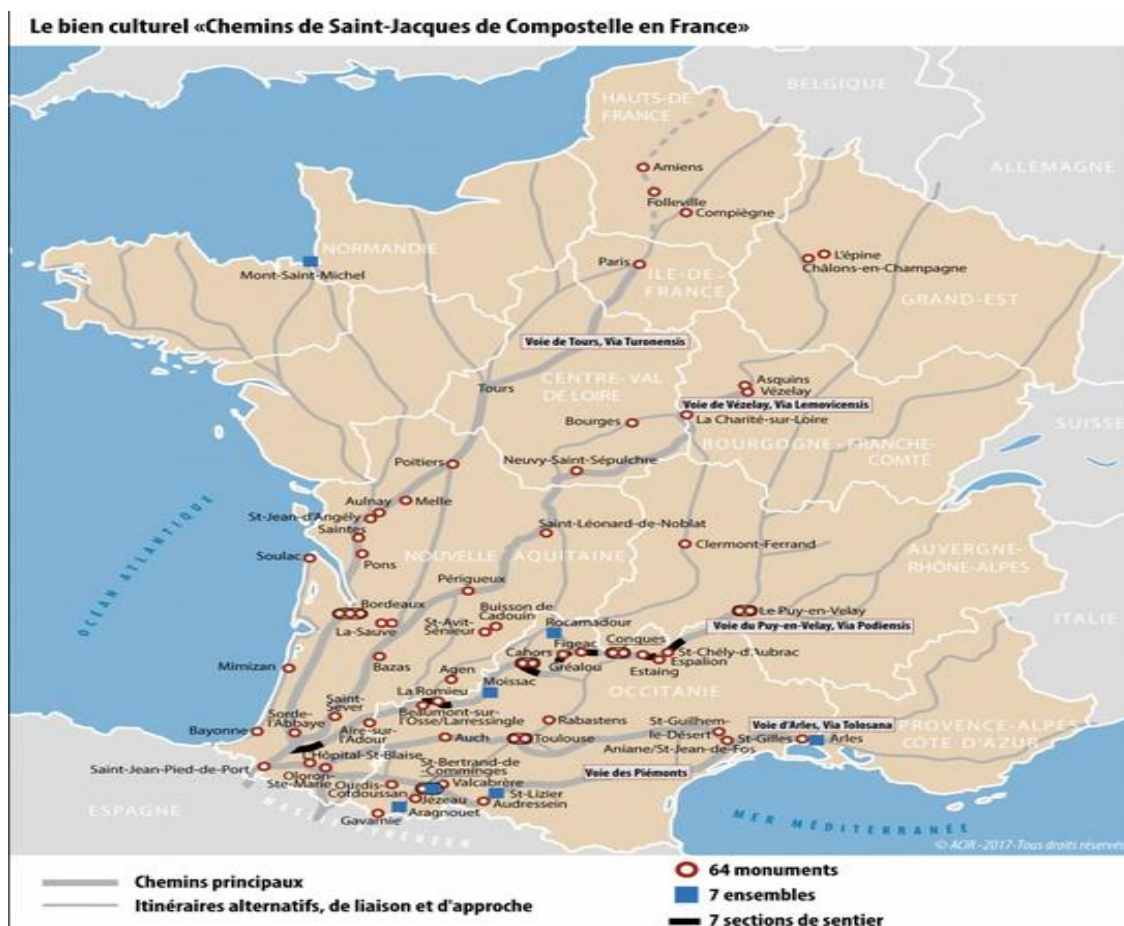 Le bien culturel «Chemins de Saint-Jacques de Compostelle en France»
BELGIQUE
HAUTS-DE-
FRANCE
ALLEMAGNE
Amiens
Folleville
Compiègne
NORMANDIE
Mont-Saint-Michel
Paris
ILE-DE-
FRANCE
L'épine
Châlons-en-Champagne
GRAND-EST
Voie de Tours, Via Turonensis
Tours
CENTRE-VAL
DE LOIRE
Asquins
Vézelay
Voie de Vézelay, Via Lemovicensis
Bourges
La Charité-sur-Loire
SUISSE
BOURGOGNE-FRANCHE-
COMTÉ
Poitiers
Neuvy-Saint-Sépulchre
OCÉAN ATLANTIQUE
Aulnay
Melle
St-Jean-d'Angély
Saintes
Saint-Léonard-de-Noblat
Soulac
Pons
NOUVELLE AQUITAINE
Clermont-Ferrand
AUVERGNE-
RHÔNE-ALPES
Périgueux
Bordeaux
Buisson de
Cadouin
Le Puy-en-Velay
ITALIE
La-Sauve
St-Avit-
Sénieur
Rocamadour
Voie du Puy-en-Velay, Via Podiensis
Figeac
Conques
Cahors
Gréalou
St-Chély-d'Aubrac
Espalion
Estaing
Mimizan
Bazas
Agen
Moissac
OCCITANIE
La Romieu
Beaumont-sur-
l'Osse/Larressingle
Saint-
Sever
Sorde-
l'Abbaye
Rabastens
St-Guilhem-
le-Désert
Voie d'Arles, Via Tolosana
PROVENCE-ALPES
CÔTE D'AZUR
Bayonne
Aire-sur-
l'Adour
Auch
Toulouse
Aniane/St-Jean-de-Fos
St-Gilles
Arles
L'Hôpital-St-Blaise
Saint-Jean-Pied-de-Port
St-Bertrand-de
-Comminges
Voie des Piémonts
Oloron-
Ste-Marie
Ourdis-
Cotdoussan
Valcabrère
St-Lizier
Jézeau
Audressein
ESPAGNE
Aragnouet
Gavarnie
MER MÉDITERRANÉE
© ACIR -2017-Tous droits réservés
Chemins principaux
Itinéraires alternatifs, de liaison et d'approche
64 monuments
7 ensembles
7 sections de sentier